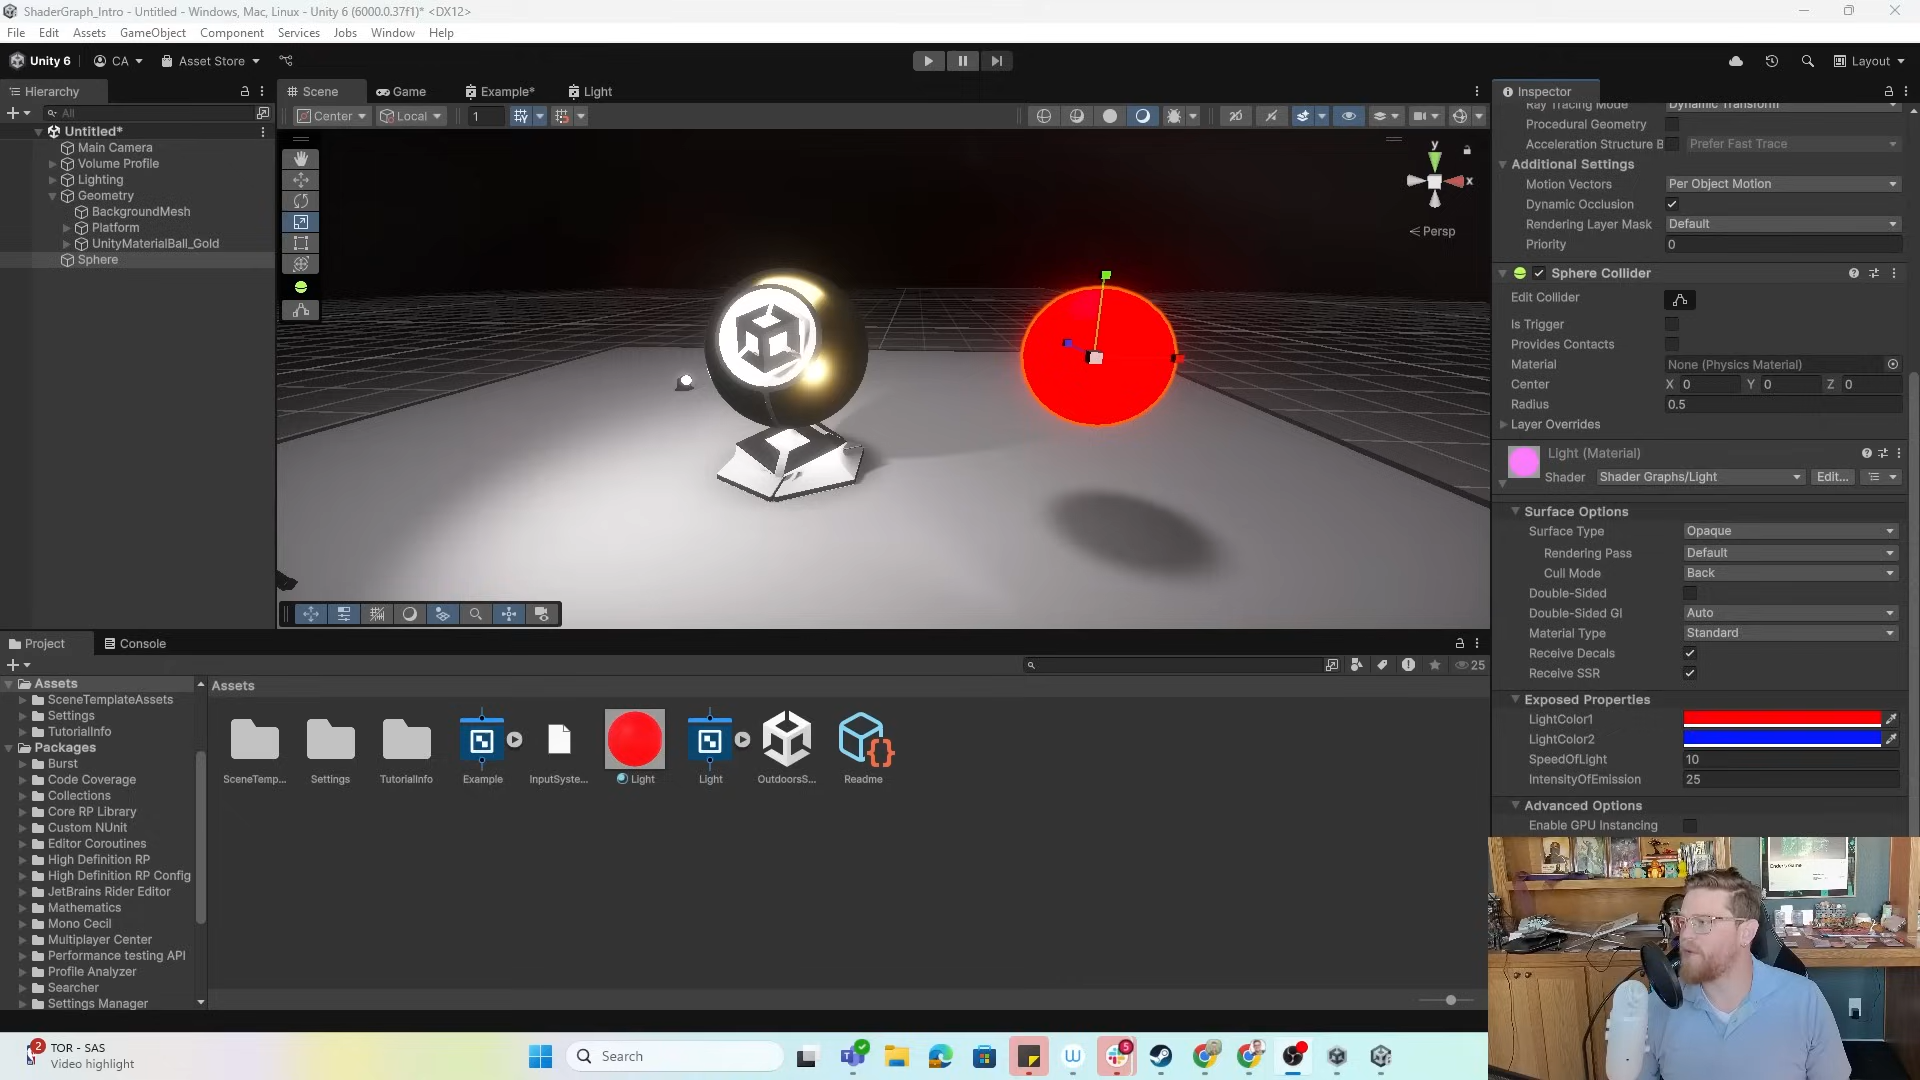 ShaderGraph_Intro - Untitled - Windows, Mac, Linux - Unity 6 (6000.0.37f1)* <DX12>
File Edit Assets GameObject Component Services Jobs Window Help
Unity 6 CA Asset Store Layout
Hierarchy Scene Game Example* Light Inspector
All Center Local 1 2D
Untitled*
Main Camera
Volume Profile
Lighting
Geometry
BackgroundMesh
Platform
UnityMaterialBall_Gold
Sphere
y
x
Persp
Ray Tracing Mode Dynamic Transform
Procedural Geometry
Acceleration Structure B Prefer Fast Trace
Additional Settings
Motion Vectors Per Object Motion
Dynamic Occlusion
Rendering Layer Mask Default
Priority 0
Sphere Collider
Edit Collider
Is Trigger
Provides Contacts
Material None (Physics Material)
Center X 0 Y 0 Z 0
Radius 0.5
Layer Overrides
Light (Material)
Shader Shader Graphs/Light Edit...
Surface Options
Surface Type Opaque
Rendering Pass Default
Cull Mode Back
Double-Sided
Double-Sided GI Auto
Material Type Standard
Receive Decals
Receive SSR
Exposed Properties
LightColor1
LightColor2
SpeedOfLight 10
IntensityOfEmission 25
Advanced Options
Enable GPU Instancing
Project Console
25
Assets
SceneTemplateAssets
Settings
TutorialInfo
Packages
Burst
Code Coverage
Collections
Core RP Library
Custom NUnit
Editor Coroutines
High Definition RP
High Definition RP Config
JetBrains Rider Editor
Mathematics
Mono Cecil
Multiplayer Center
Performance testing API
Profile Analyzer
Searcher
Settings Manager
Assets
SceneTemp... Settings TutorialInfo Example InputSyste... Light Light OutdoorsS... Readme
2
TOR - SAS
Video highlight
Search
5